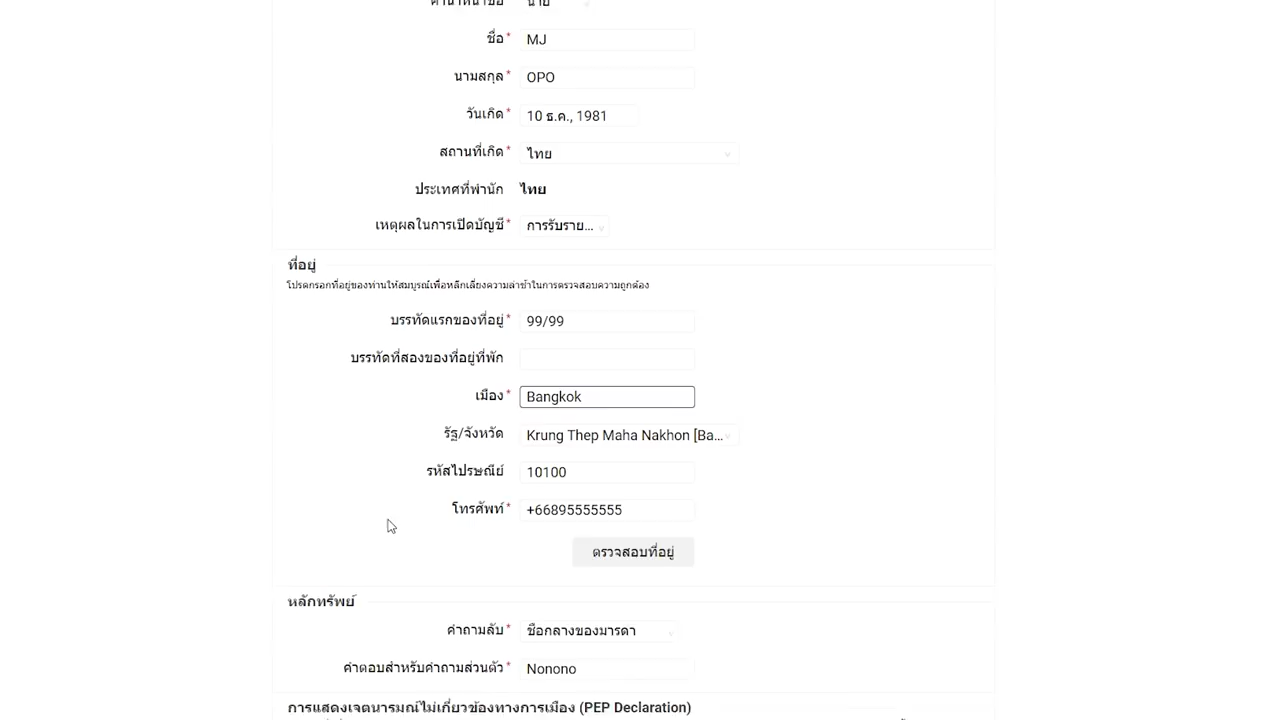 คำนำหน้าชื่อ นาย
ชื่อ* MJ
นามสกุล* OPO
วันเกิด* 10 ธ.ค., 1981
สถานที่เกิด* ไทย
ประเทศที่พำนัก ไทย
เหตุผลในการเปิดบัญชี* การรับราย...
ที่อยู่
โปรดกรอกที่อยู่ของท่านให้สมบูรณ์เพื่อหลีกเลี่ยงความล่าช้าในการตรวจสอบความถูกต้อง
บรรทัดแรกของที่อยู่* 99/99
บรรทัดที่สองของที่อยู่ที่พัก
เมือง* Bangkok
รัฐ/จังหวัด Krung Thep Maha Nakhon [Ba...
รหัสไปรษณีย์ 10100
โทรศัพท์* +66895555555
ตรวจสอบที่อยู่
หลักทรัพย์
คำถามลับ* ชื่อกลางของมารดา
คำตอบสำหรับคำถามส่วนตัว* Nonono
การแสดงเจตนารมณ์ไม่เกี่ยวข้องทางการเมือง (PEP Declaration)